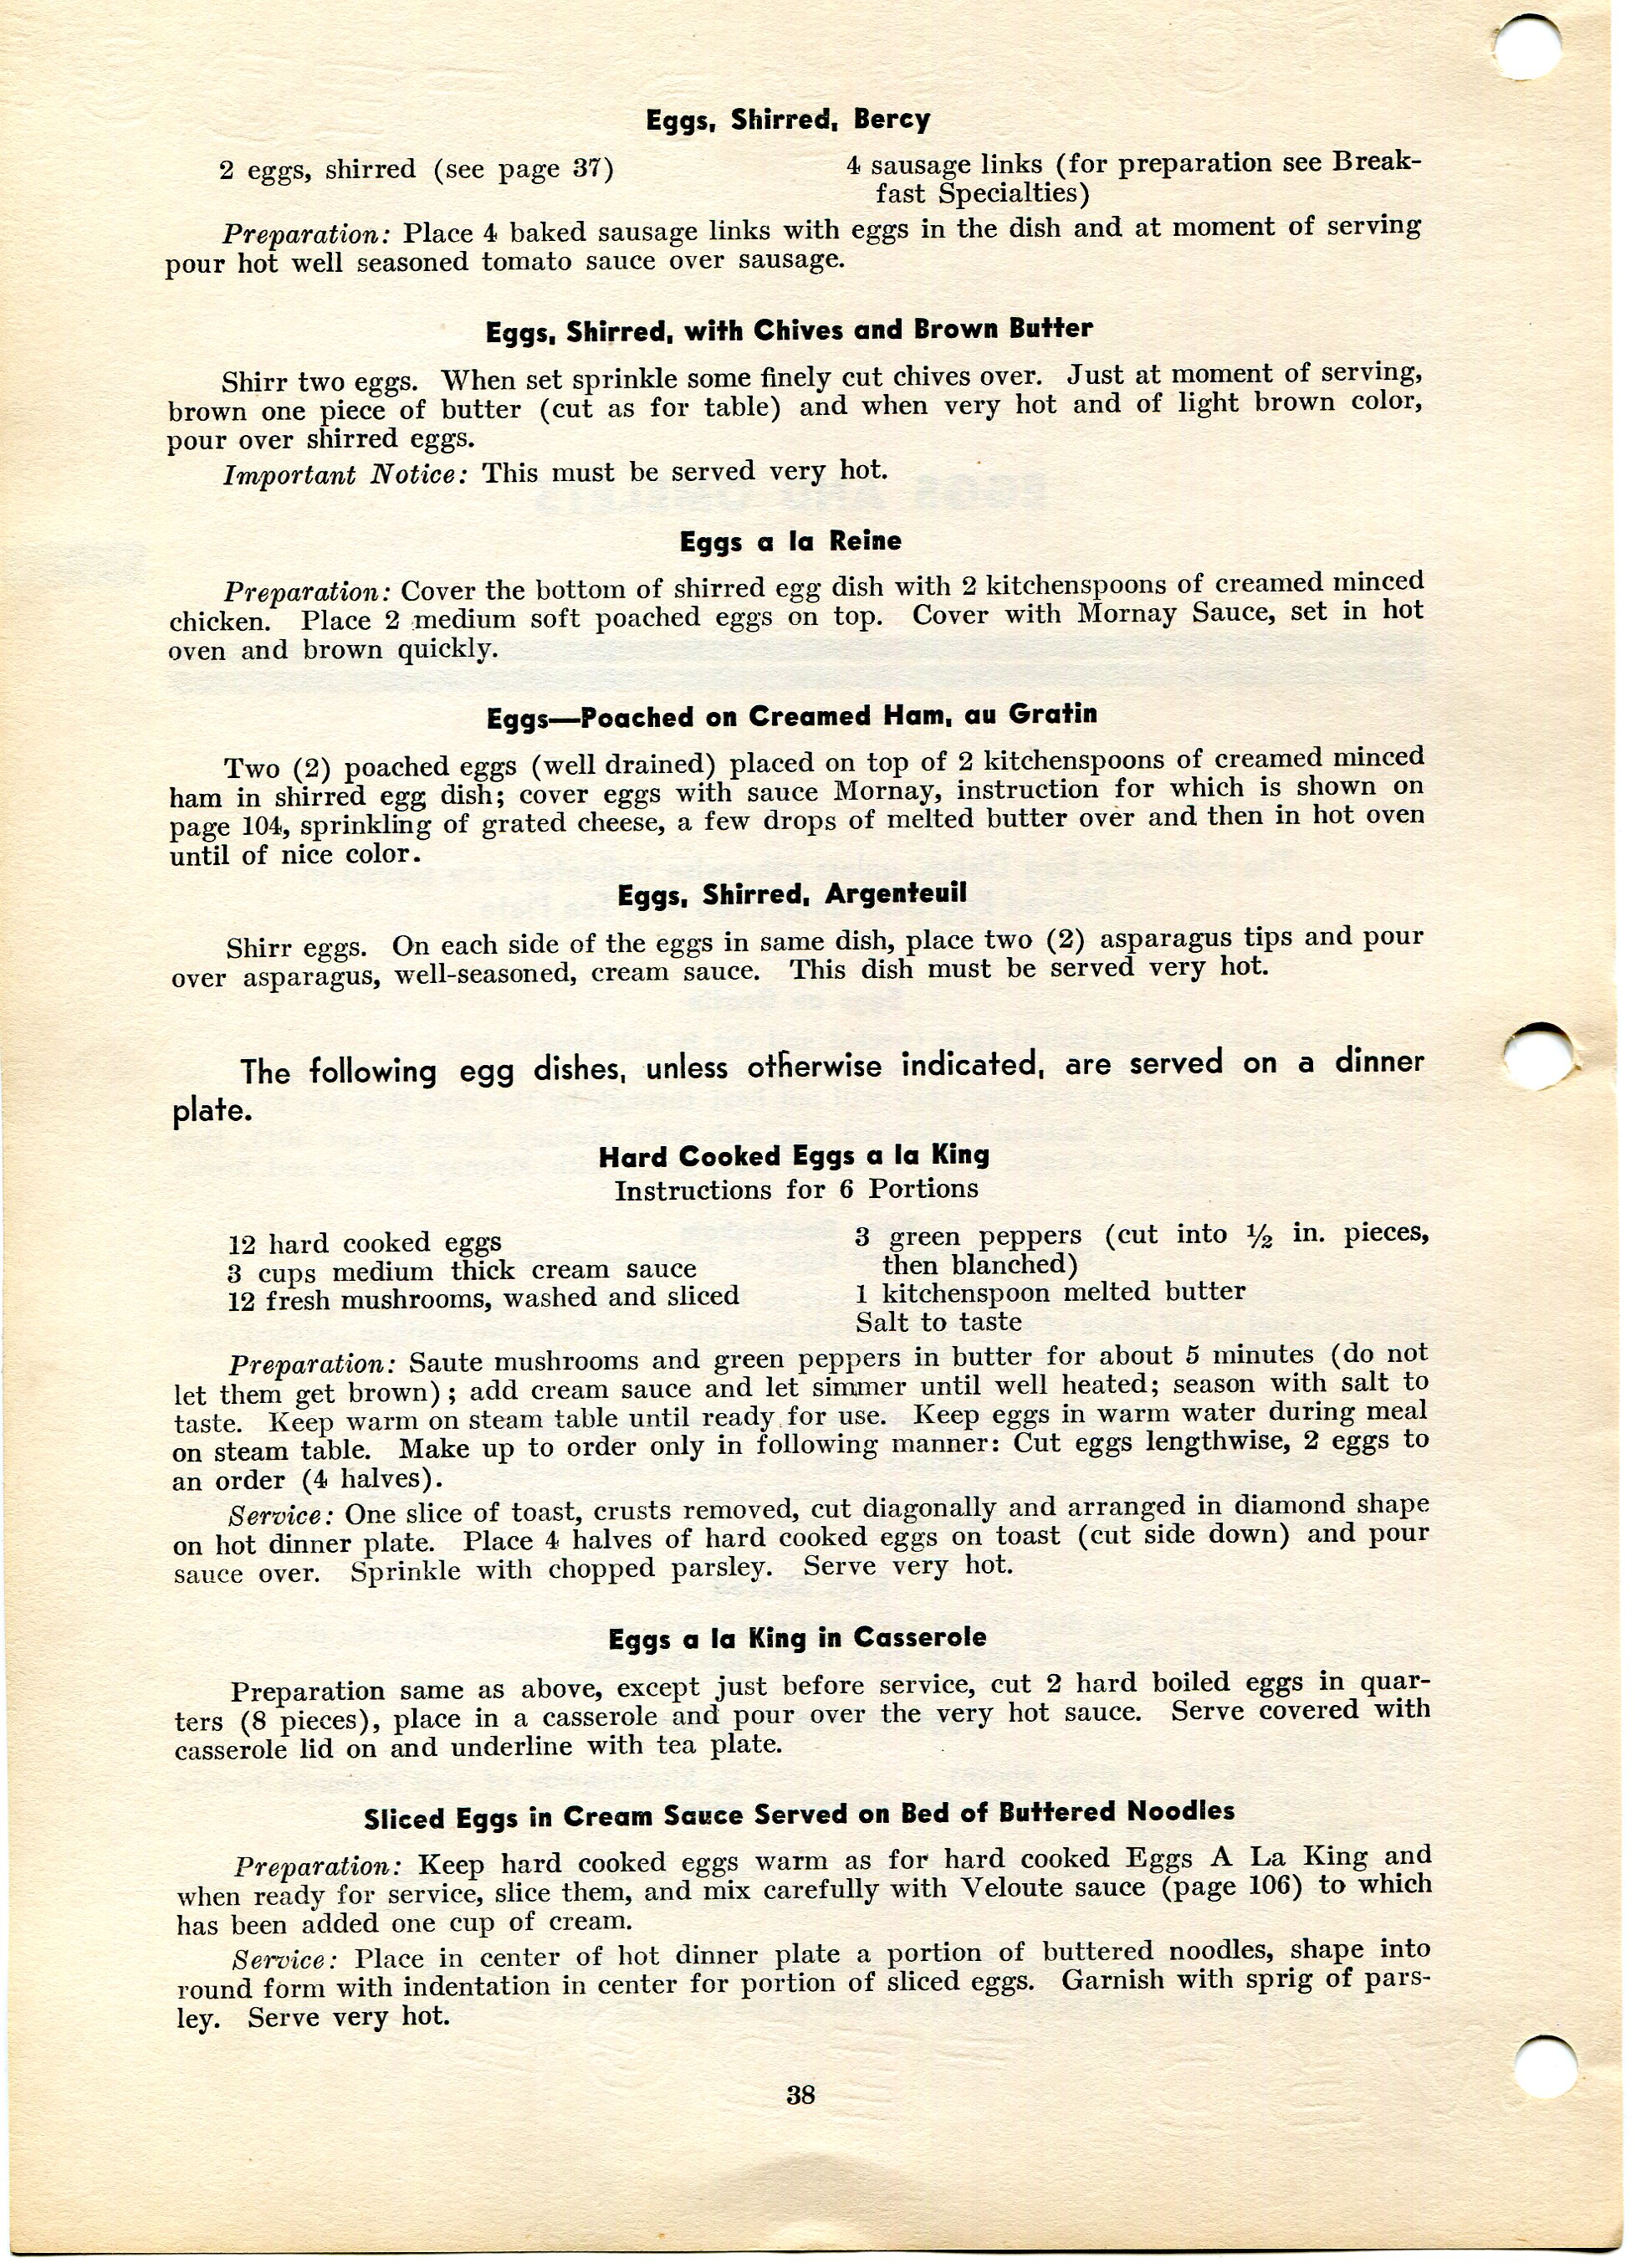 Eggs, Shirred, Bercy
2 eggs, shirred (see page 37)
4 sausage links (for preparation see Break-
fast Specialties)
Preparation: Place 4 baked sausage links with eggs in the dish and at moment of serving
pour hot well seasoned tomato sauce over sausage.
Eggs, Shirred, with Chives and Brown Butter
Shirr two eggs. When set sprinkle some finely cut chives over. Just at moment of serving,
brown one piece of butter (cut as for table) and when very hot and of light brown color,
pour over shirred eggs.
Important Notice: This must be served very hot.
Eggs a la Reine
Preparation: Cover the bottom of shirred egg dish with 2 kitchenspoons of creamed minced
chicken. Place 2 medium soft poached eggs on top. Cover with Mornay Sauce, set in hot
oven and brown quickly.
Eggs—Poached on Creamed Ham, au Gratin
Two (2) poached eggs (well drained) placed on top of 2 kitchenspoons of creamed minced
ham in shirred egg dish; cover eggs with sauce Mornay, instruction for which is shown on
page 104, sprinkling of grated cheese, a few drops of melted butter over and then in hot oven
until of nice color.
Eggs, Shirred, Argenteuil
Shirr eggs. On each side of the eggs in same dish, place two (2) asparagus tips and pour
over asparagus, well-seasoned, cream sauce. This dish must be served very hot.
The following egg dishes, unless otherwise indicated, are served on a dinner
plate.
Hard Cooked Eggs a la King
Instructions for 6 Portions
12 hard cooked eggs
3 cups medium thick cream sauce
12 fresh mushrooms, washed and sliced
3 green peppers (cut into ½ in. pieces,
then blanched)
1 kitchenspoon melted butter
Salt to taste
Preparation: Saute mushrooms and green peppers in butter for about 5 minutes (do not
let them get brown); add cream sauce and let simmer until well heated; season with salt to
taste. Keep warm on steam table until ready for use. Keep eggs in warm water during meal
on steam table. Make up to order only in following manner: Cut eggs lengthwise, 2 eggs to
an order (4 halves).
Service: One slice of toast, crusts removed, cut diagonally and arranged in diamond shape
on hot dinner plate. Place 4 halves of hard cooked eggs on toast (cut side down) and pour
sauce over. Sprinkle with chopped parsley. Serve very hot.
Eggs a la King in Casserole
Preparation same as above, except just before service, cut 2 hard boiled eggs in quar-
ters (8 pieces), place in a casserole and pour over the very hot sauce. Serve covered with
casserole lid on and underline with tea plate.
Sliced Eggs in Cream Sauce Served on Bed of Buttered Noodles
Preparation: Keep hard cooked eggs warm as for hard cooked Eggs A La King and
when ready for service, slice them, and mix carefully with Veloute sauce (page 106) to which
has been added one cup of cream.
Service: Place in center of hot dinner plate a portion of buttered noodles, shape into
round form with indentation in center for portion of sliced eggs. Garnish with sprig of pars-
ley. Serve very hot.
38